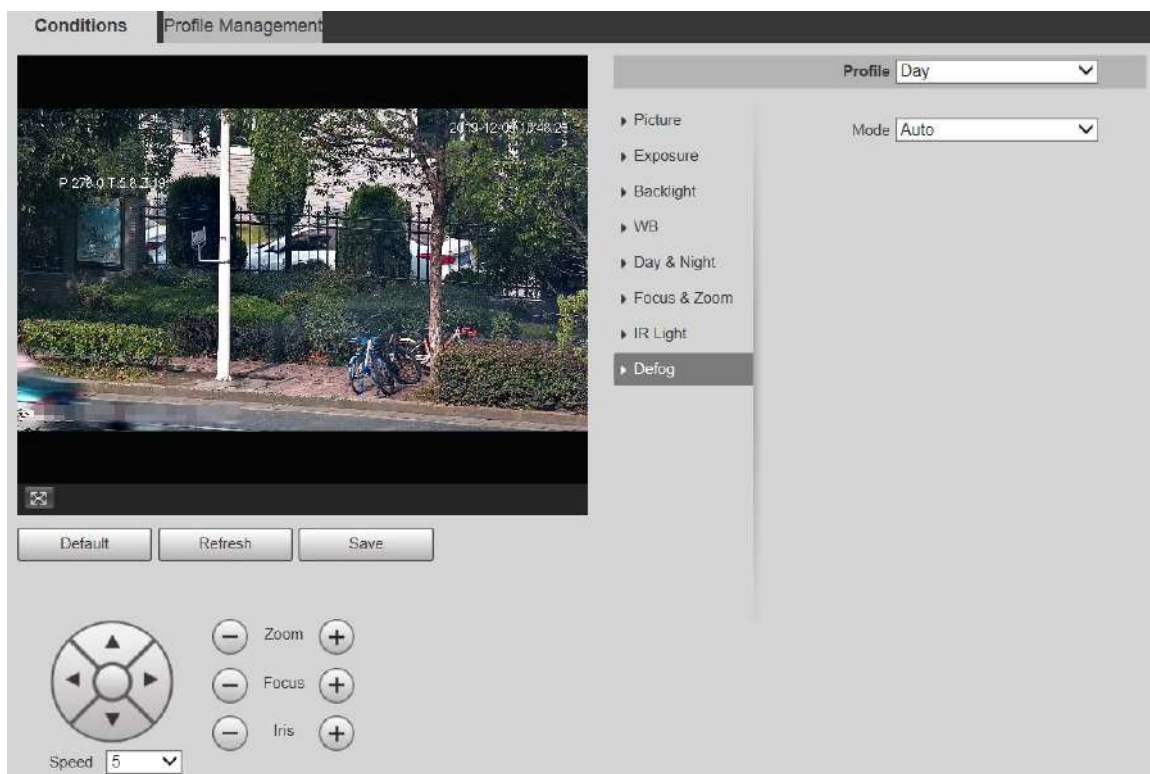 Conditions
Profile Management
Profile Day
Picture
Exposure
Backlight
WB
Day & Night
Focus & Zoom
IR Light
Defog
Mode Auto
Default
Refresh
Save
Zoom
Focus
Iris
Speed 5